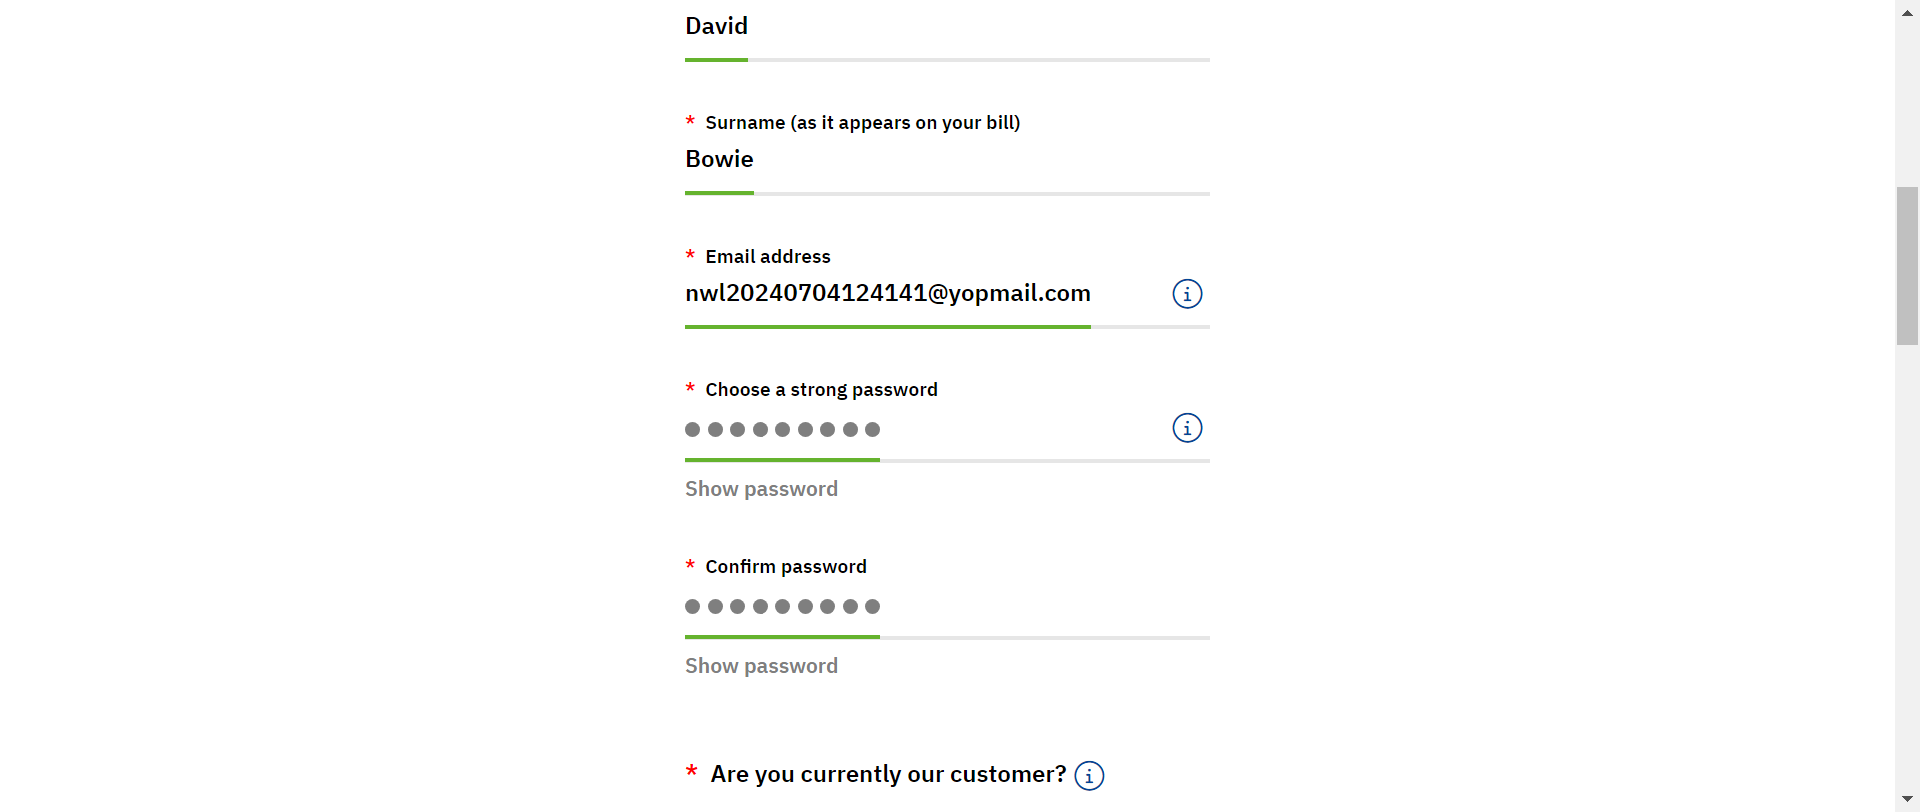 David
* Surname (as it appears on your bill)
Bowie
* Email address
nwl20240704124141@yopmail.com
* Choose a strong password
Show password
* Confirm password
Show password
* Are you currently our customer?